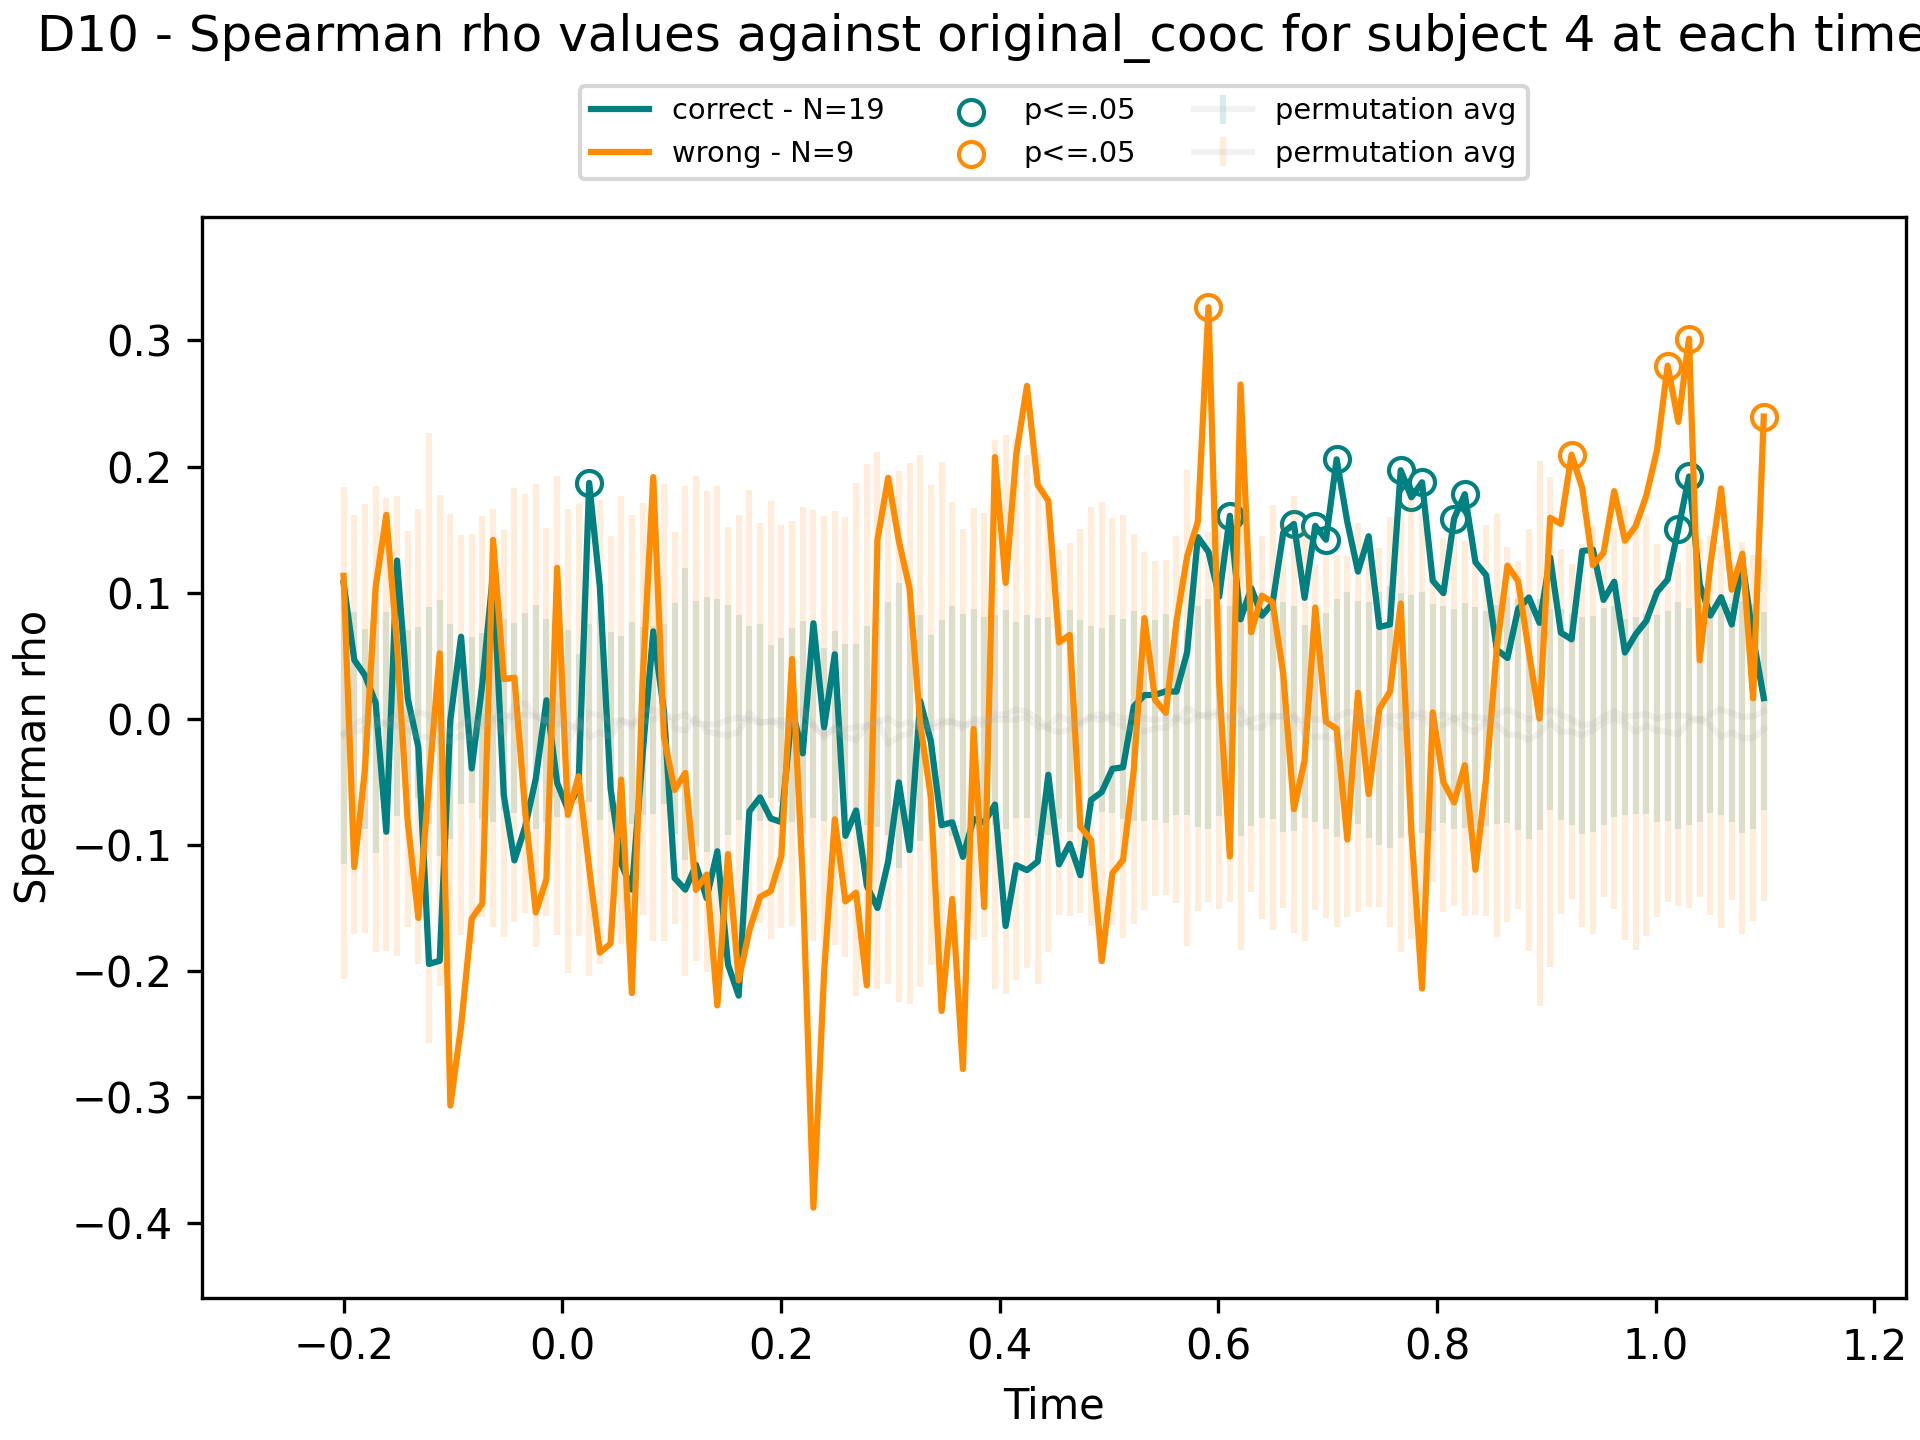 D10 - Spearman rho values against original_cooc for subject 4 at each time
correct - N=19
wrong - N=9
p<=.05
p<=.05
permutation avg
permutation avg
Spearman rho
0.3
0.2
0.1
0.0
−0.1
−0.2
−0.3
−0.4
−0.2
0.0
0.2
0.4
0.6
0.8
1.0
1.2
Time